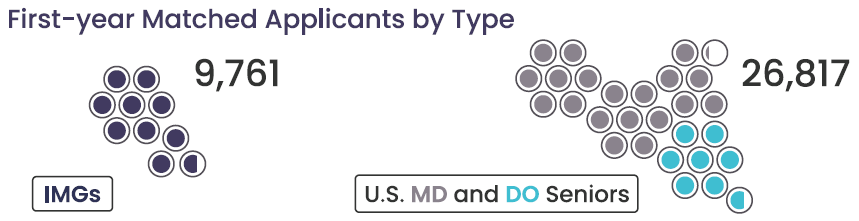 First-year Matched Applicants by Type
9,761
26,817
IMGs
U.S. MD and DO Seniors